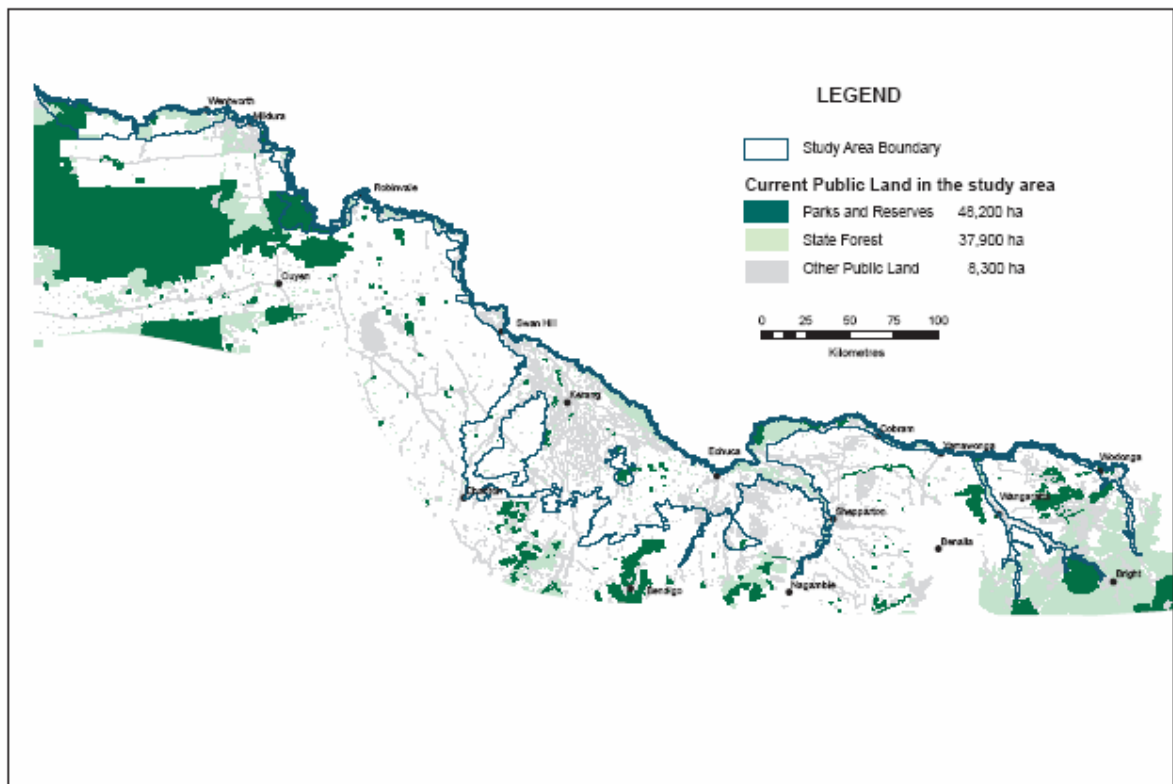 Wentworth
Mildura
LEGEND
Study Area Boundary
Current Public Land in the study area
Parks and Reserves 48,200 ha
State Forest 37,900 ha
Other Public Land 8,300 ha
0 25 50 75 100
Kilometres
Robinvale
Ouyen
Swan Hill
Kerang
Echuca
Cobram
Yarrawonga
Wodonga
Wangaratta
Shepparton
Benalla
Bright
Bendigo
Nagambie